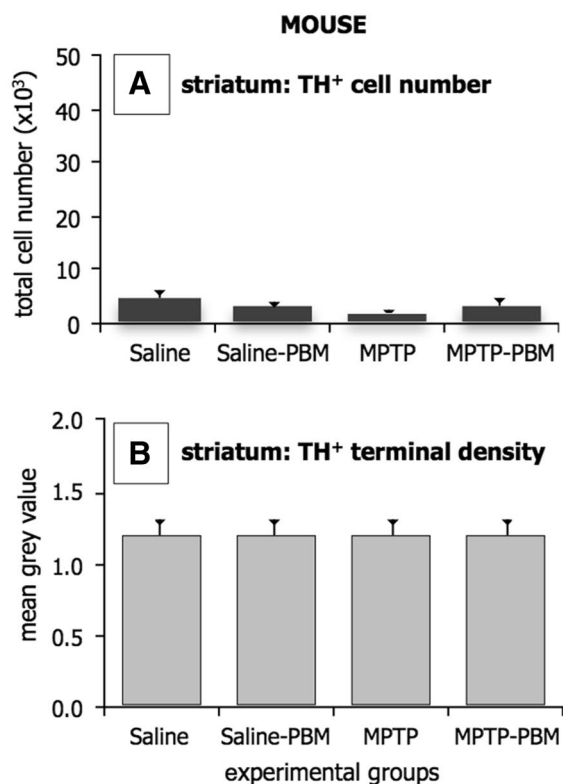 MOUSE
A striatum: TH⁺ cell number
total cell number (x10³)
50
40
30
20
10
0
Saline Saline-PBM MPTP MPTP-PBM
B striatum: TH⁺ terminal density
mean grey value
2.0
1.5
1.0
0.5
0.0
Saline Saline-PBM MPTP MPTP-PBM
experimental groups